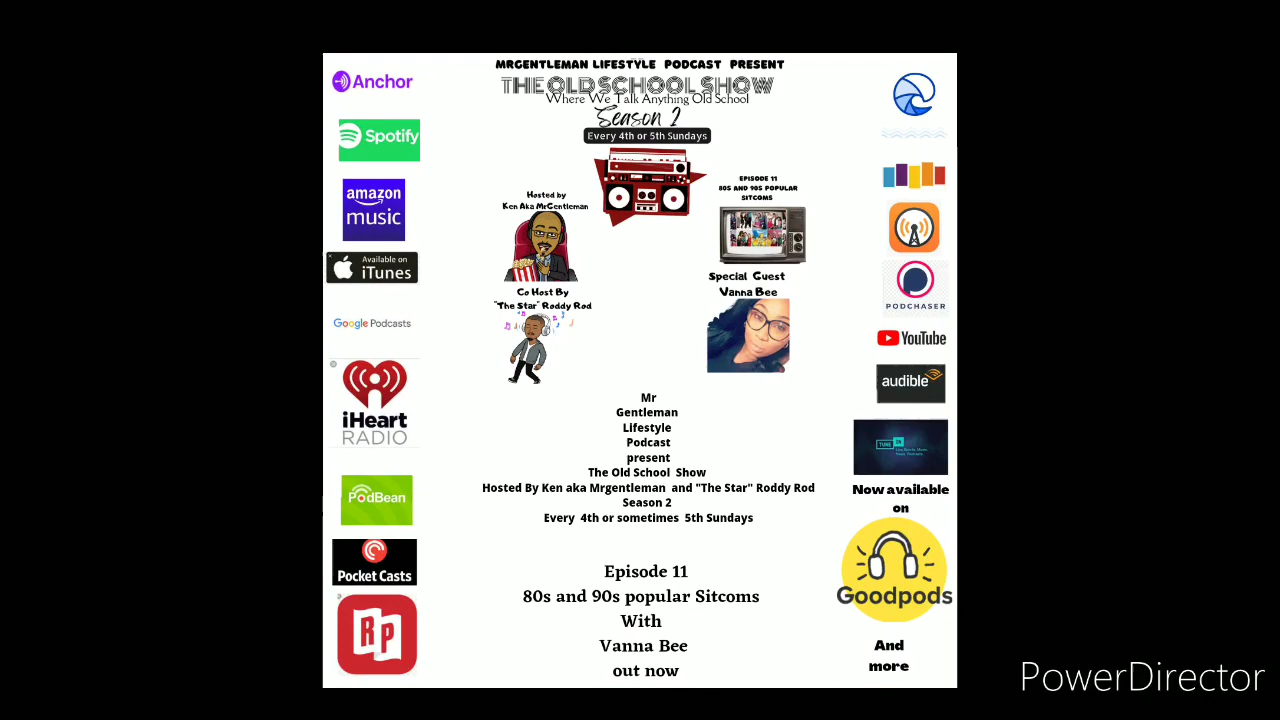 MRGENTLEMAN LIFESTYLE PODCAST PRESENT
THE OLD SCHOOL SHOW
Where We Talk Anything Old School
Season 2
Every 4th or 5th Sundays
Hosted by
Ken Aka MrGentleman
Co Host By
"The Star" Roddy Rod
EPISODE 11
80S AND 90S POPULAR
SITCOMS
Special Guest
Vanna Bee
Anchor
Spotify
amazon
music
Available on
iTunes
Google Podcasts
iHeart
RADIO
PodBean
Pocket Casts
RP
PODCHASER
YouTube
audible
TUNE IN
Now available
on
Goodpods
And
more
Mr
Gentleman
Lifestyle
Podcast
present
The Old School Show
Hosted By Ken aka Mrgentleman and "The Star" Roddy Rod
Season 2
Every 4th or sometimes 5th Sundays
Episode 11
80s and 90s popular Sitcoms
With
Vanna Bee
out now
PowerDirector